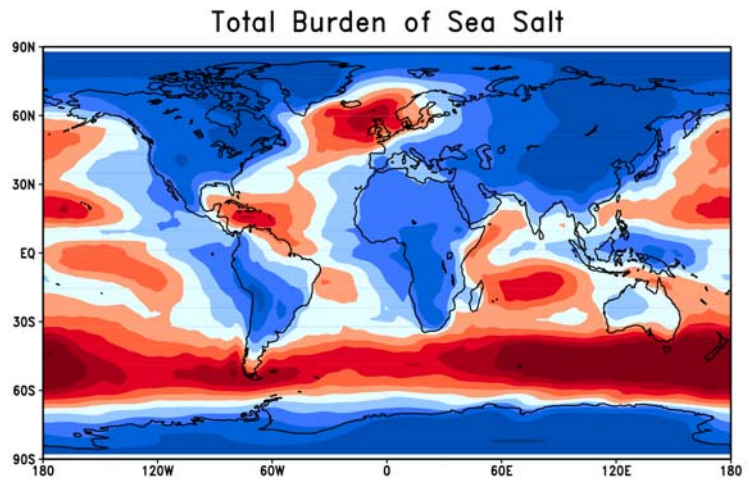 Total Burden of Sea Salt
90N
60N
30N
EQ
30S
60S
90S
180 120W 60W 0 60E 120E 180